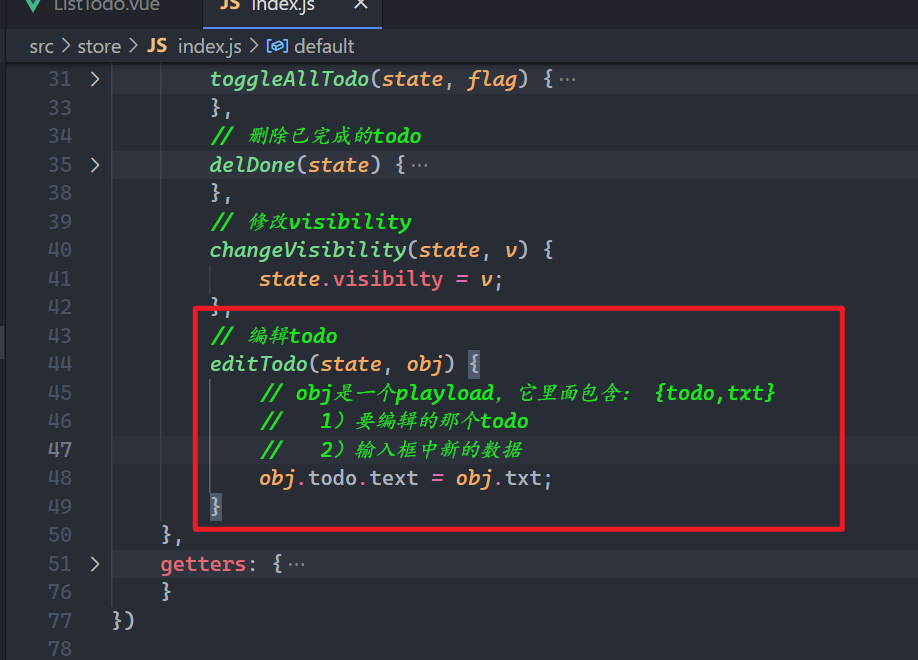 ListTodo.vue JS index.js ×
src > store > JS index.js > default
31 > toggleAllTodo(state, flag) {···
33 },
34 // 删除已完成的todo
35 > delDone(state) {···
38 },
39 // 修改visibility
40 changeVisibility(state, v) {
41 state.visibilty = v;
42 },
43 // 编辑todo
44 editTodo(state, obj) {
45 // obj是一个playload，它里面包含： {todo,txt}
46 // 1）要编辑的那个todo
47 // 2）输入框中新的数据
48 obj.todo.text = obj.txt;
49 }
50 },
51 > getters: {···
76 }
77 })
78